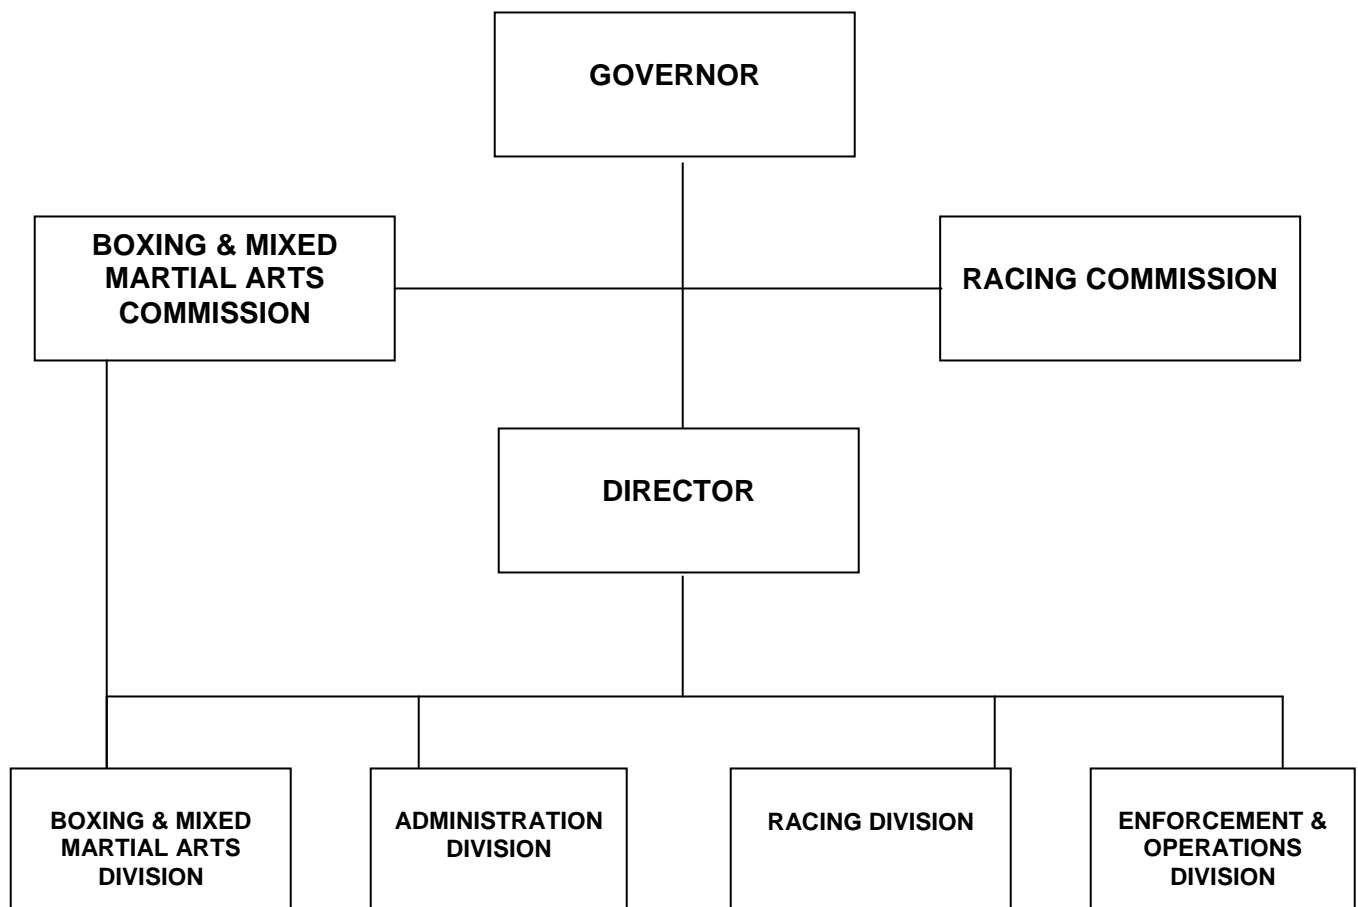 GOVERNOR
BOXING & MIXED
MARTIAL ARTS
COMMISSION
RACING COMMISSION
DIRECTOR
BOXING & MIXED
MARTIAL ARTS
DIVISION
ADMINISTRATION
DIVISION
RACING DIVISION
ENFORCEMENT &
OPERATIONS
DIVISION